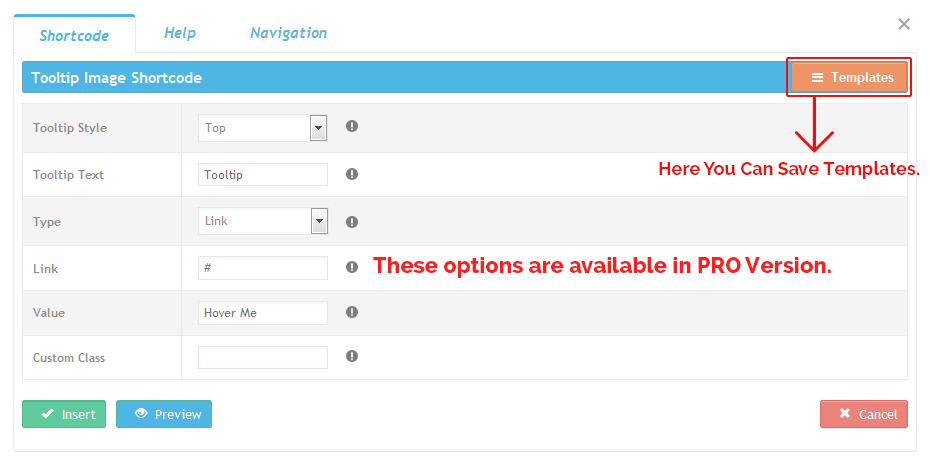 Shortcode Help Navigation
Tooltip Image Shortcode Templates
Tooltip Style Top
Here You Can Save Templates.
Tooltip Text Tooltip
Type Link
Link #
These options are available in PRO Version.
Value Hover Me
Custom Class
Insert Preview Cancel